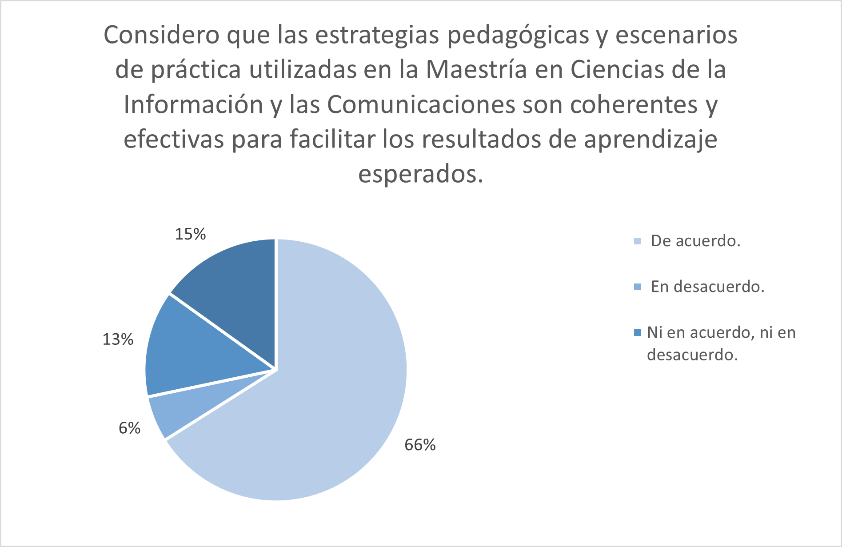 Considero que las estrategias pedagógicas y escenarios
de práctica utilizadas en la Maestría en Ciencias de la
Información y las Comunicaciones son coherentes y
efectivas para facilitar los resultados de aprendizaje
esperados.
15%
13%
6%
66%
De acuerdo.
En desacuerdo.
Ni en acuerdo, ni en
desacuerdo.